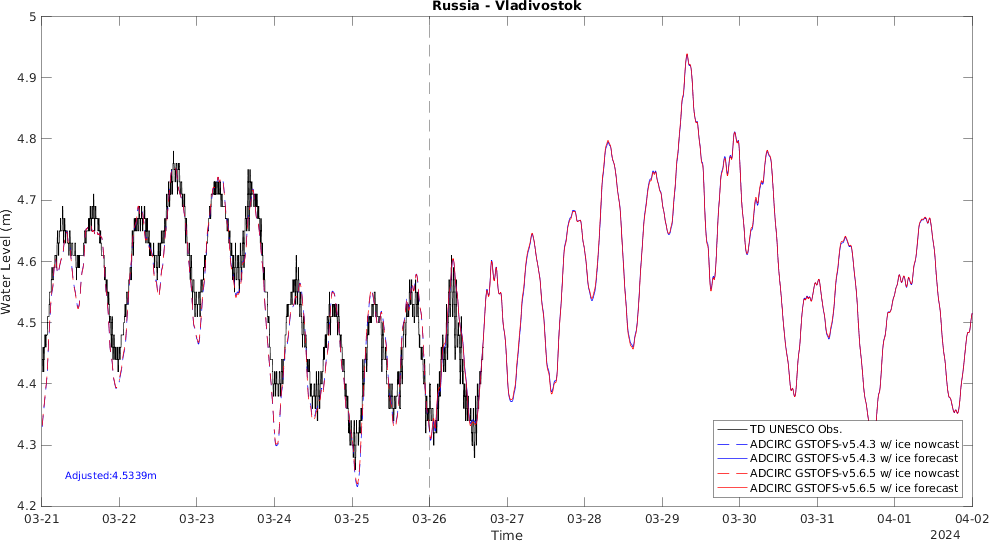 Russia - Vladivostok
5
4.9
4.8
4.7
4.6
4.5
4.4
4.3
4.2
Water Level (m)
Adjusted:4.5339m
TD UNESCO Obs.
ADCIRC GSTOFS-v5.4.3 w/ ice nowcast
ADCIRC GSTOFS-v5.4.3 w/ ice forecast
ADCIRC GSTOFS-v5.6.5 w/ ice nowcast
ADCIRC GSTOFS-v5.6.5 w/ ice forecast
03-21 03-22 03-23 03-24 03-25 03-26 03-27 03-28 03-29 03-30 03-31 04-01 04-02
Time
2024